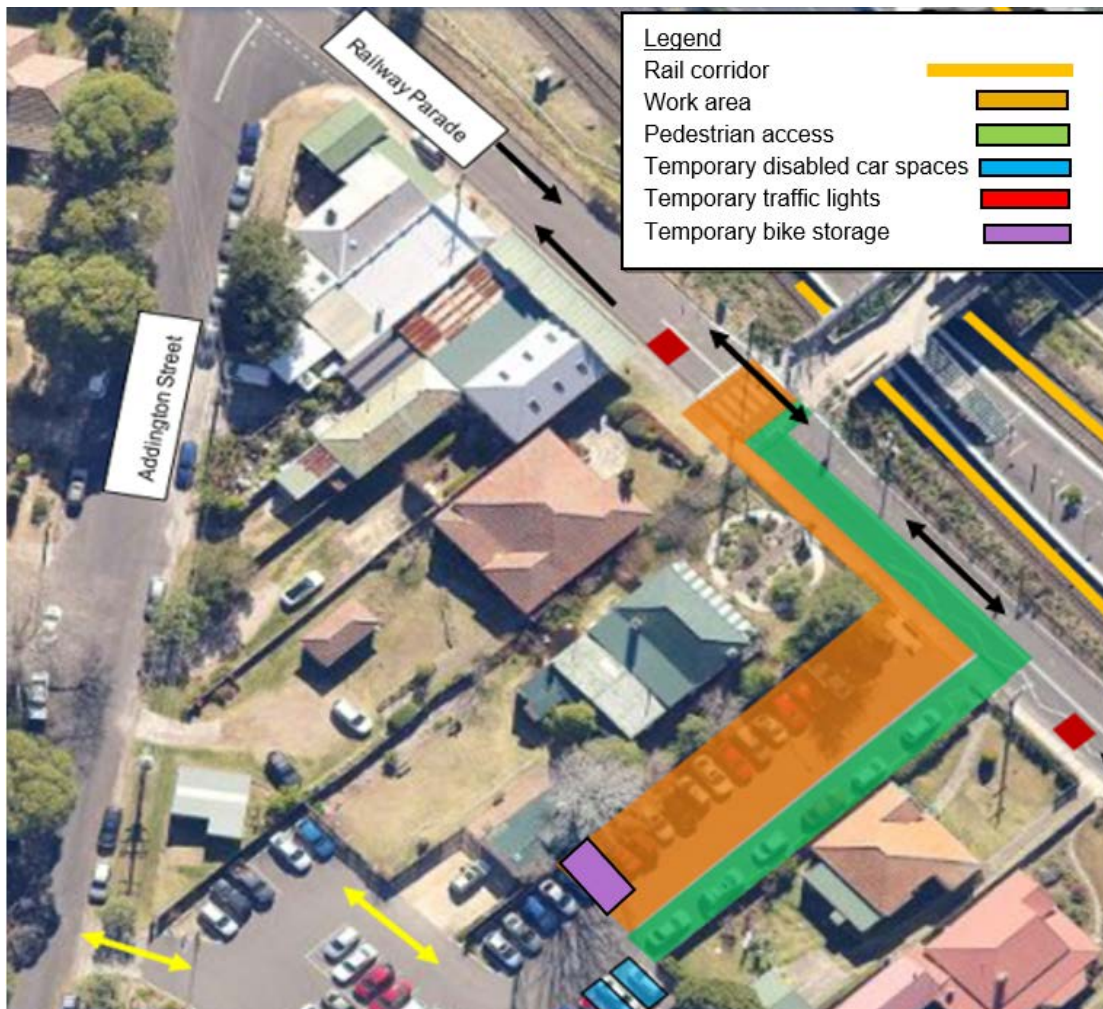 Railway Parade
Addington Street
Legend
Rail corridor
Work area
Pedestrian access
Temporary disabled car spaces
Temporary traffic lights
Temporary bike storage